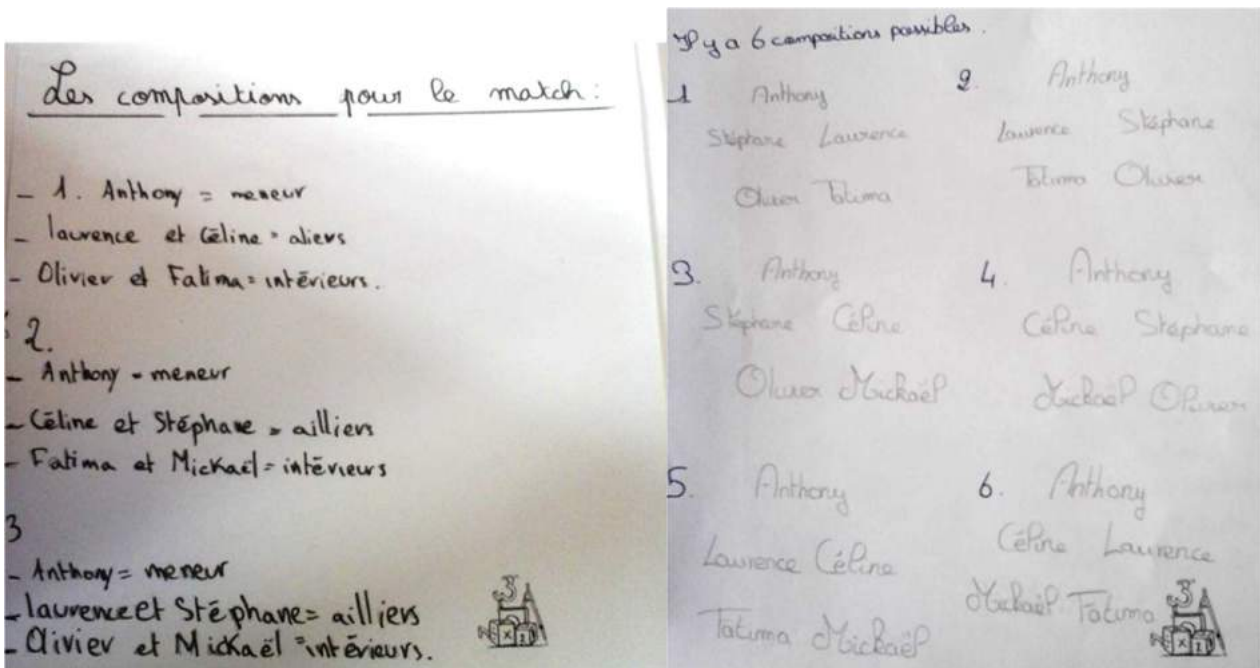 Les compositions pour le match :
- 1. Anthony = meneur
- laurence et Céline = aliers
- Olivier et Fatima = intérieurs.
2.
- Anthony = meneur
- Céline et Stéphane = ailliers
- Fatima et Mickaël = intérieurs
3
- Anthony = meneur
- laurence et Stéphane = ailliers
- Olivier et Mickaël = intérieurs.
Il y a 6 compositions possibles.
1 Anthony
Stéphane Laurence
Olivier Fatima
2. Anthony
Laurence Stéphane
Fatima Olivier
3. Anthony
Stéphane Céline
Olivier Mickaël
4. Anthony
Céline Stéphane
Mickaël Olivier
5. Anthony
Laurence Céline
Fatima Mickaël
6. Anthony
Céline Laurence
Mickaël Fatima